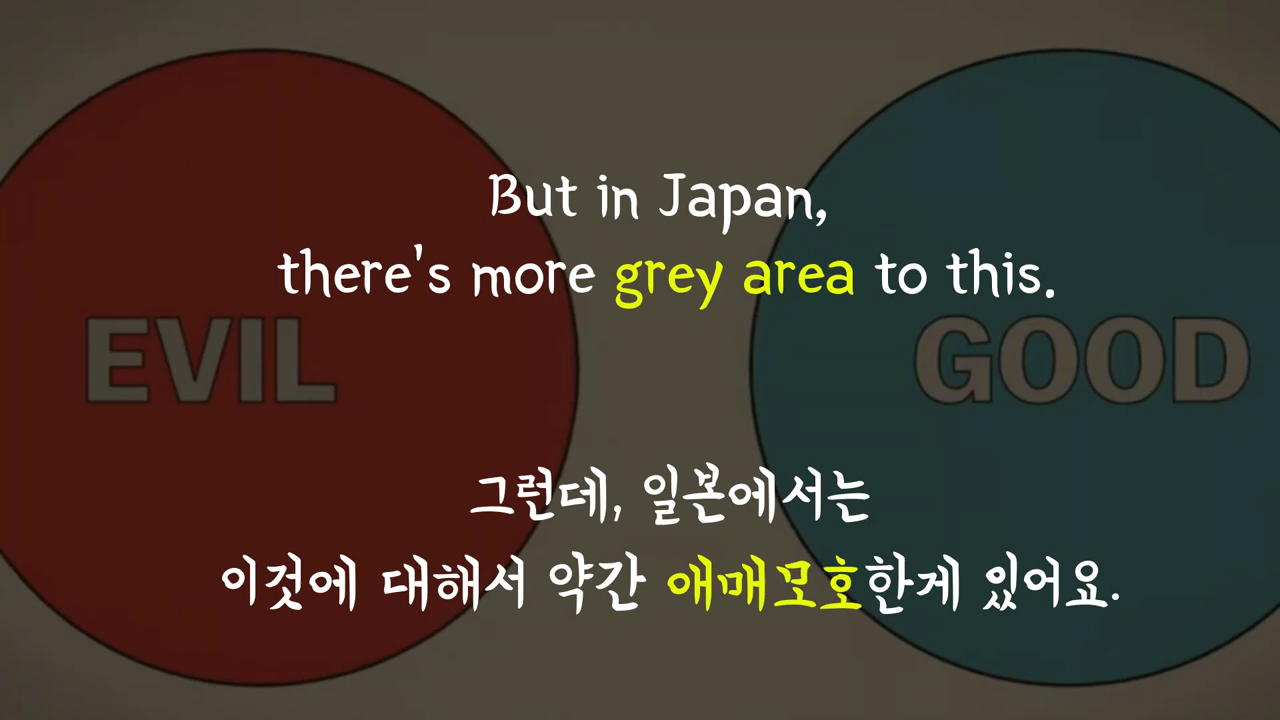 But in Japan,
there's more grey area to this.
EVIL
GOOD
그런데, 일본에서는
이것에 대해서 약간 애매모호한게 있어요.